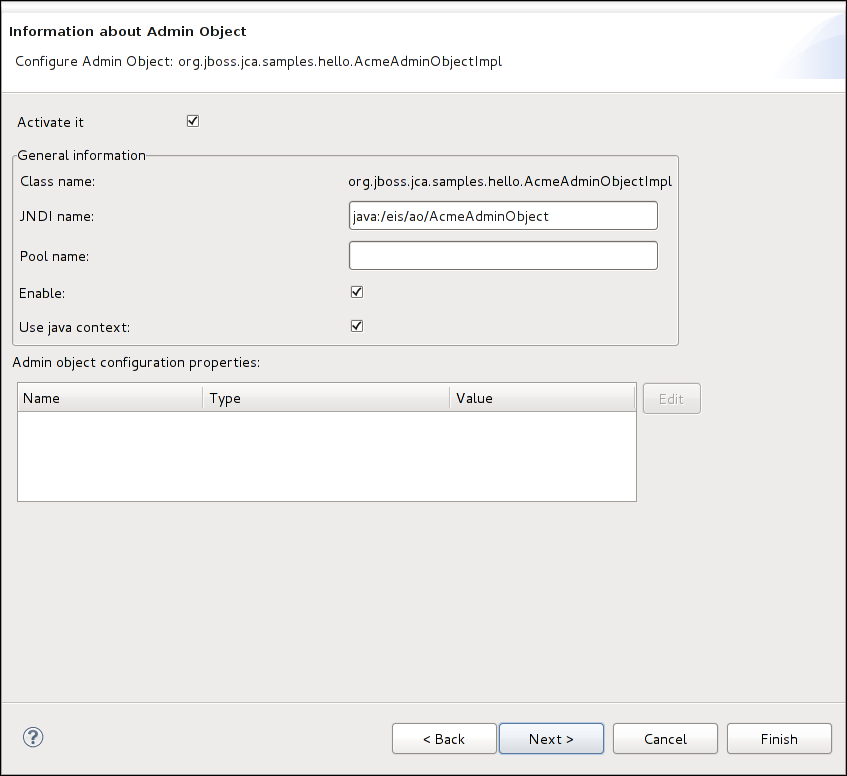 Information about Admin Object
Configure Admin Object: org.jboss.jca.samples.hello.AcmeAdminObjectImpl
Activate it
General information
Class name: org.jboss.jca.samples.hello.AcmeAdminObjectImpl
JNDI name: java:/eis/ao/AcmeAdminObject
Pool name:
Enable:
Use java context:
Admin object configuration properties:
Name Type Value Edit
? < Back Next > Cancel Finish